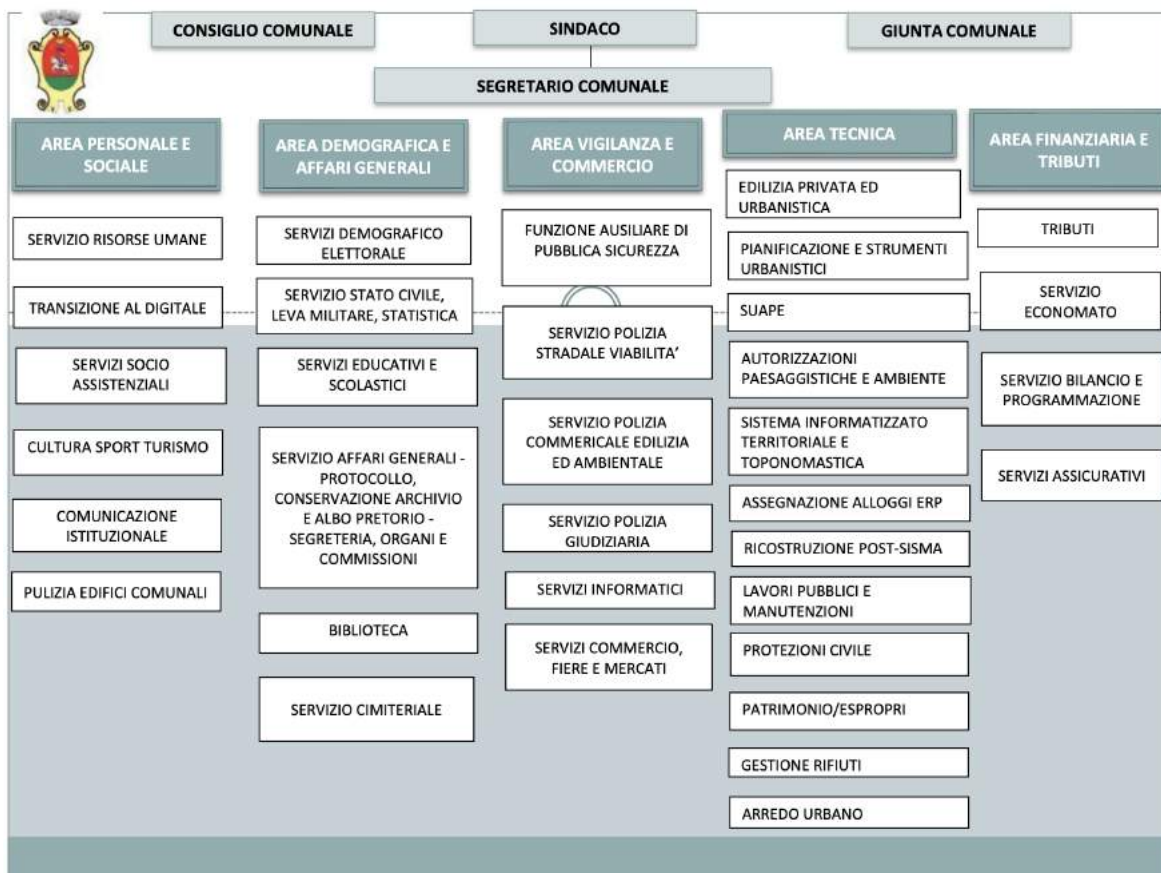 CONSIGLIO COMUNALE
SINDACO
GIUNTA COMUNALE
SEGRETARIO COMUNALE
AREA PERSONALE E
SOCIALE
SERVIZIO RISORSE UMANE
TRANSIZIONE AL DIGITALE
SERVIZI SOCIO
ASSISTENZIALI
CULTURA SPORT TURISMO
COMUNICAZIONE
ISTITUZIONALE
PULIZIA EDIFICI COMUNALI
AREA DEMOGRAFICA E
AFFARI GENERALI
SERVIZI DEMOGRAFICO
ELETTORALE
SERVIZIO STATO CIVILE,
LEVA MILITARE, STATISTICA
SERVIZI EDUCATIVI E
SCOLASTICI
SERVIZIO AFFARI GENERALI -
PROTOCOLLO,
CONSERVAZIONE ARCHIVIO
E ALBO PRETORIO -
SEGRETERIA, ORGANI E
COMMISSIONI
BIBLIOTECA
SERVIZIO CIMITERIALE
AREA VIGILANZA E
COMMERCIO
FUNZIONE AUSILIARE DI
PUBBLICA SICUREZZA
SERVIZIO POLIZIA
STRADALE VIABILITA’
SERVIZIO POLIZIA
COMMERICALE EDILIZIA
ED AMBIENTALE
SERVIZIO POLIZIA
GIUDIZIARIA
SERVIZI INFORMATICI
SERVIZI COMMERCIO,
FIERE E MERCATI
AREA TECNICA
EDILIZIA PRIVATA ED
URBANISTICA
PIANIFICAZIONE E STRUMENTI
URBANISTICI
SUAPE
AUTORIZZAZIONI
PAESAGGISTICHE E AMBIENTE
SISTEMA INFORMATIZZATO
TERRITORIALE E
TOPONOMASTICA
ASSEGNAZIONE ALLOGGI ERP
RICOSTRUZIONE POST-SISMA
LAVORI PUBBLICI E
MANUTENZIONI
PROTEZIONI CIVILE
PATRIMONIO/ESPROPRI
GESTIONE RIFIUTI
ARREDO URBANO
AREA FINANZIARIA E
TRIBUTI
TRIBUTI
SERVIZIO
ECONOMATO
SERVIZIO BILANCIO E
PROGRAMMAZIONE
SERVIZI ASSICURATIVI